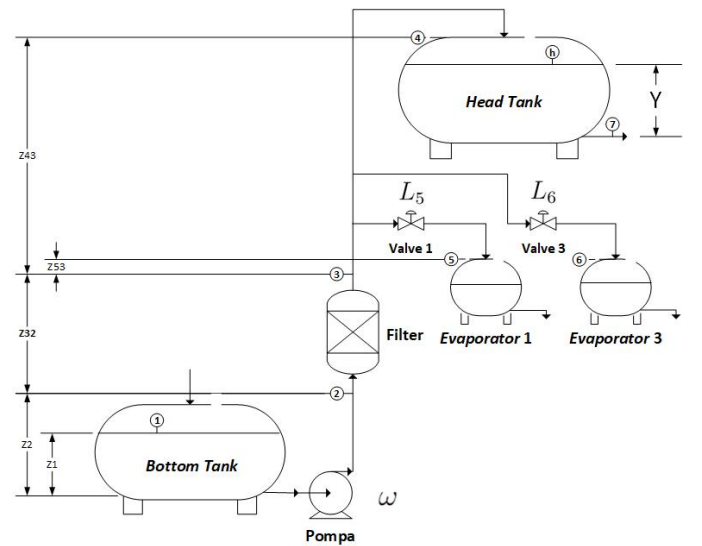 4
h
Head Tank
Y
7
Z43
L5
L6
Valve 1
Valve 3
5
6
Z53
3
Filter
Evaporator 1
Evaporator 3
Z32
2
1
Z2
Z1
Bottom Tank
ω
Pompa